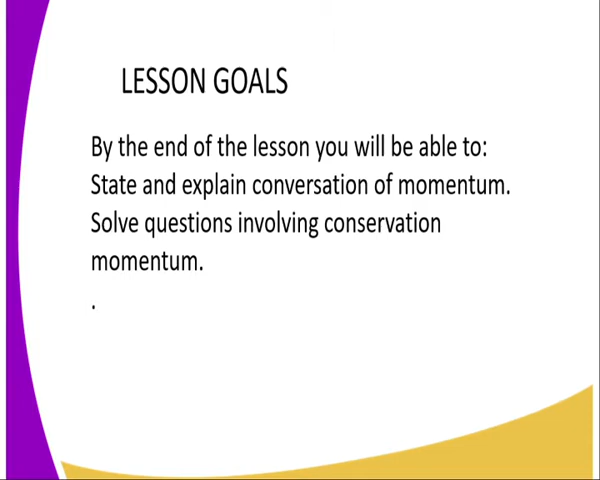 LESSON GOALS
By the end of the lesson you will be able to:
State and explain conversation of momentum.
Solve questions involving conservation
momentum.
.